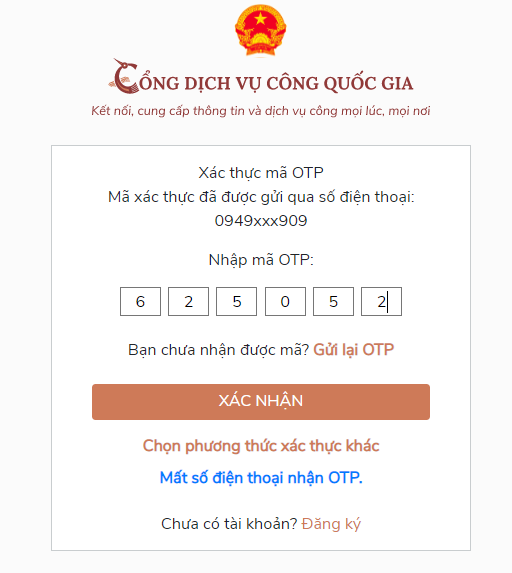 CỔNG DỊCH VỤ CÔNG QUỐC GIA
Kết nối, cung cấp thông tin và dịch vụ công mọi lúc, mọi nơi
Xác thực mã OTP
Mã xác thực đã được gửi qua số điện thoại:
0949xxx909
Nhập mã OTP:
6 2 5 0 5 2
Bạn chưa nhận được mã? Gửi lại OTP
XÁC NHẬN
Chọn phương thức xác thực khác
Mất số điện thoại nhận OTP.
Chưa có tài khoản? Đăng ký